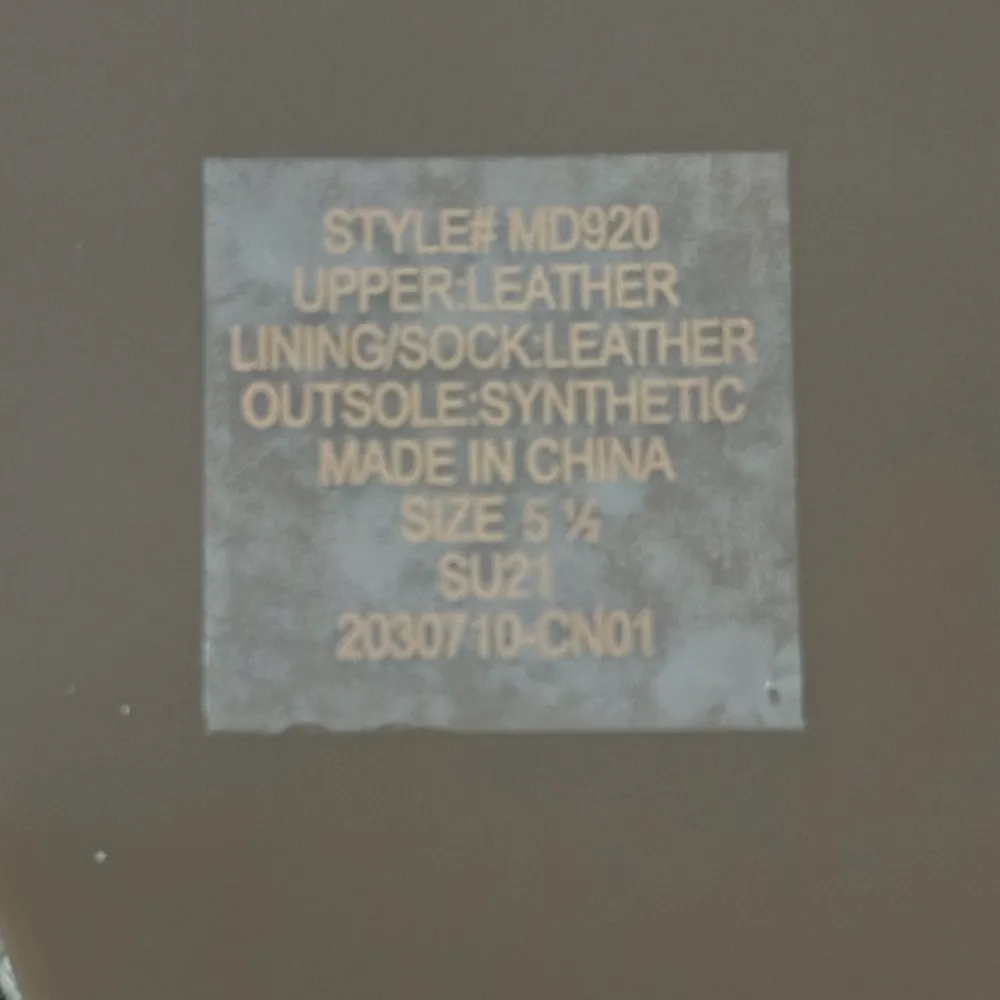 STYLE# MD920
UPPER:LEATHER
LINING/SOCK:LEATHER
OUTSOLE:SYNTHETIC
MADE IN CHINA
SIZE 5 ½
SU21
2030710-CN01